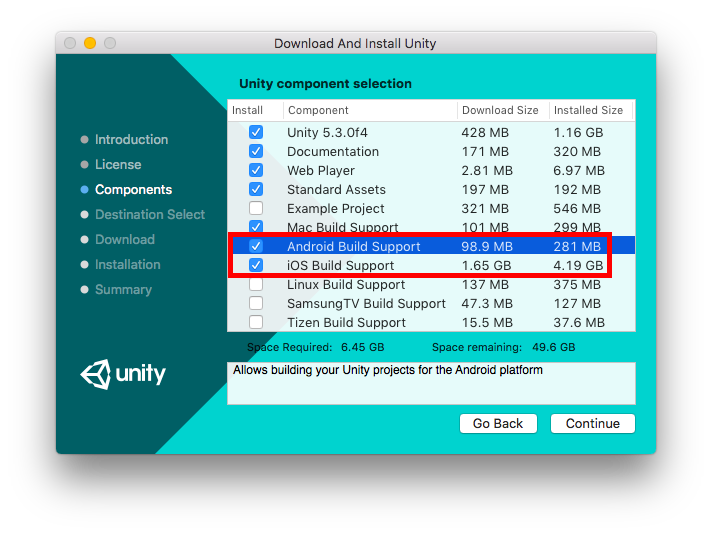 Download And Install Unity
Unity component selection
Install Component Download Size Installed Size
Unity 5.3.0f4 428 MB 1.16 GB
Documentation 171 MB 320 MB
Web Player 2.81 MB 6.97 MB
Standard Assets 197 MB 192 MB
Example Project 321 MB 546 MB
Mac Build Support 101 MB 299 MB
Android Build Support 98.9 MB 281 MB
iOS Build Support 1.65 GB 4.19 GB
Linux Build Support 137 MB 375 MB
SamsungTV Build Support 47.3 MB 127 MB
Tizen Build Support 15.5 MB 37.6 MB
Introduction
License
Components
Destination Select
Download
Installation
Summary
Space Required: 6.45 GB Space remaining: 49.6 GB
unity
Allows building your Unity projects for the Android platform
Go Back Continue